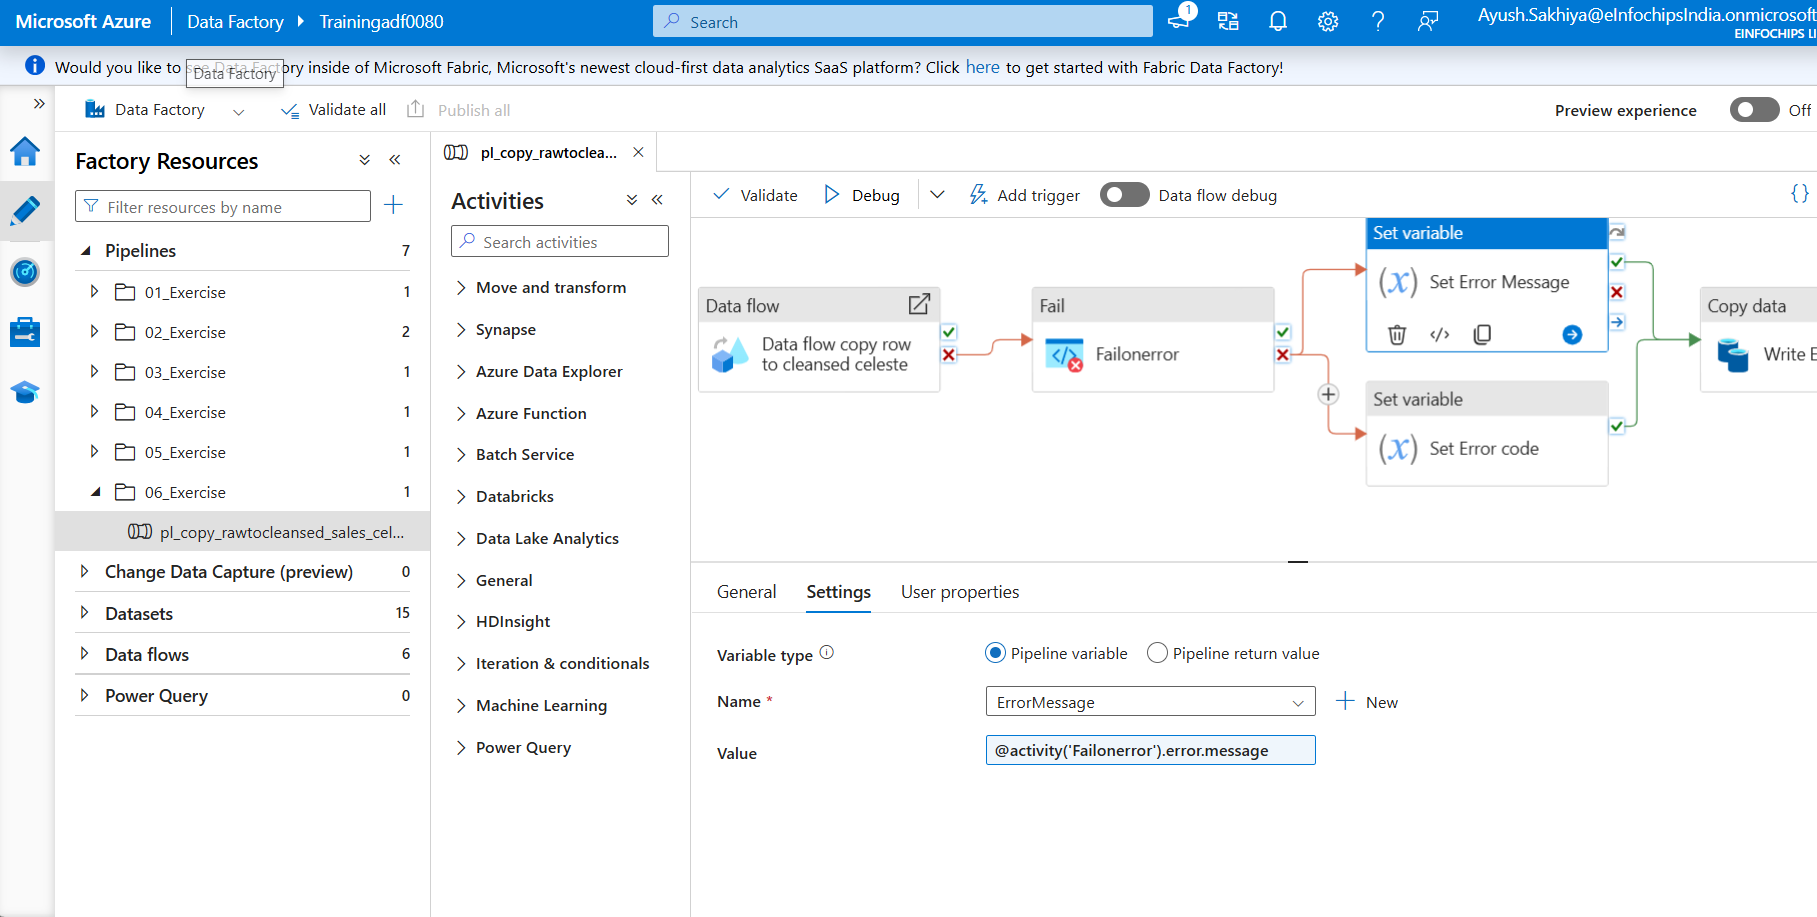 Microsoft Azure
Data Factory
Trainingadf0080
Search
1
Ayush.Sakhiya@eInfochipsIndia.onmicrosoft
EINFOCHIPS LI
Would you like to see Data Factory inside of Microsoft Fabric, Microsoft's newest cloud-first data analytics SaaS platform? Click here to get started with Fabric Data Factory!
Data Factory
Data Factory
Validate all
Publish all
Preview experience
Off
Factory Resources
Filter resources by name
Pipelines 7
01_Exercise 1
02_Exercise 2
03_Exercise 1
04_Exercise 1
05_Exercise 1
06_Exercise 1
pl_copy_rawtocleansed_sales_cel...
Change Data Capture (preview) 0
Datasets 15
Data flows 6
Power Query 0
pl_copy_rawtoclea...
Activities
Search activities
Move and transform
Synapse
Azure Data Explorer
Azure Function
Batch Service
Databricks
Data Lake Analytics
General
HDInsight
Iteration & conditionals
Machine Learning
Power Query
Validate
Debug
Add trigger
Data flow debug
{}
Data flow
Data flow copy row
to cleansed celeste
Fail
Failonerror
Set variable
(x) Set Error Message
Set variable
(x) Set Error code
Copy data
Write E
General
Settings
User properties
Variable type
Pipeline variable
Pipeline return value
Name *
ErrorMessage
New
Value
@activity('Failonerror').error.message